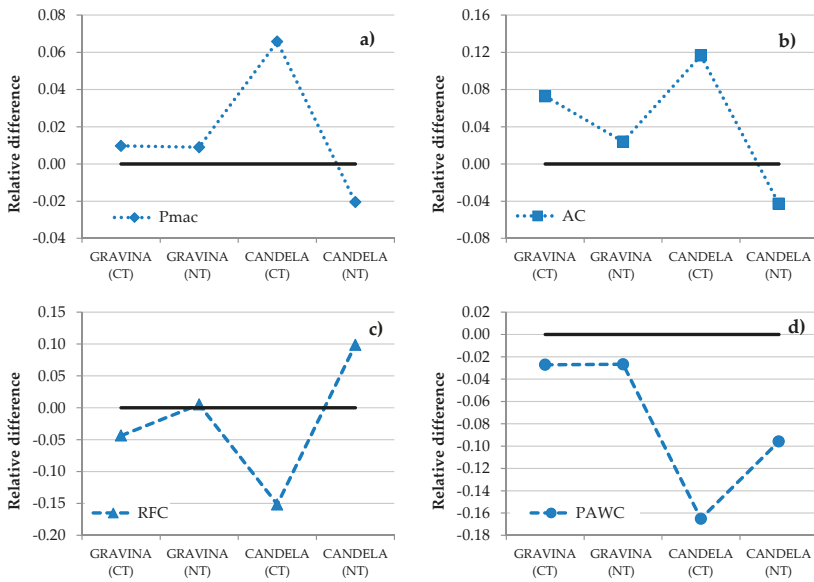 0.08
0.06
0.04
0.02
0.00
-0.02
-0.04
Relative difference
a)
Pmac
GRAVINA (CT)
GRAVINA (NT)
CANDELA (CT)
CANDELA (NT)
0.16
0.12
0.08
0.04
0.00
-0.04
-0.08
Relative difference
b)
AC
GRAVINA (CT)
GRAVINA (NT)
CANDELA (CT)
CANDELA (NT)
0.15
0.10
0.05
0.00
-0.05
-0.10
-0.15
-0.20
Relative difference
c)
RFC
GRAVINA (CT)
GRAVINA (NT)
CANDELA (CT)
CANDELA (NT)
0.02
0.00
-0.02
-0.04
-0.06
-0.08
-0.10
-0.12
-0.14
-0.16
-0.18
Relative difference
d)
PAWC
GRAVINA (CT)
GRAVINA (NT)
CANDELA (CT)
CANDELA (NT)